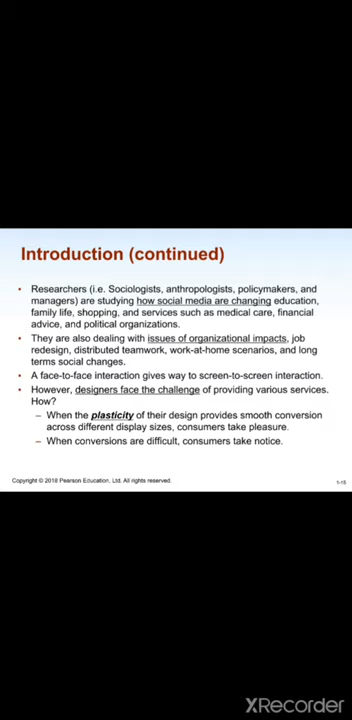 Introduction (continued)
• Researchers (i.e. Sociologists, anthropologists, policymakers, and
managers) are studying how social media are changing education,
family life, shopping, and services such as medical care, financial
advice, and political organizations.
• They are also dealing with issues of organizational impacts, job
redesign, distributed teamwork, work-at-home scenarios, and long
terms social changes.
• A face-to-face interaction gives way to screen-to-screen interaction.
• However, designers face the challenge of providing various services.
How?
– When the plasticity of their design provides smooth conversion
across different display sizes, consumers take pleasure.
– When conversions are difficult, consumers take notice.
Copyright © 2018 Pearson Education, Ltd. All rights reserved.
1-15
XRecorder